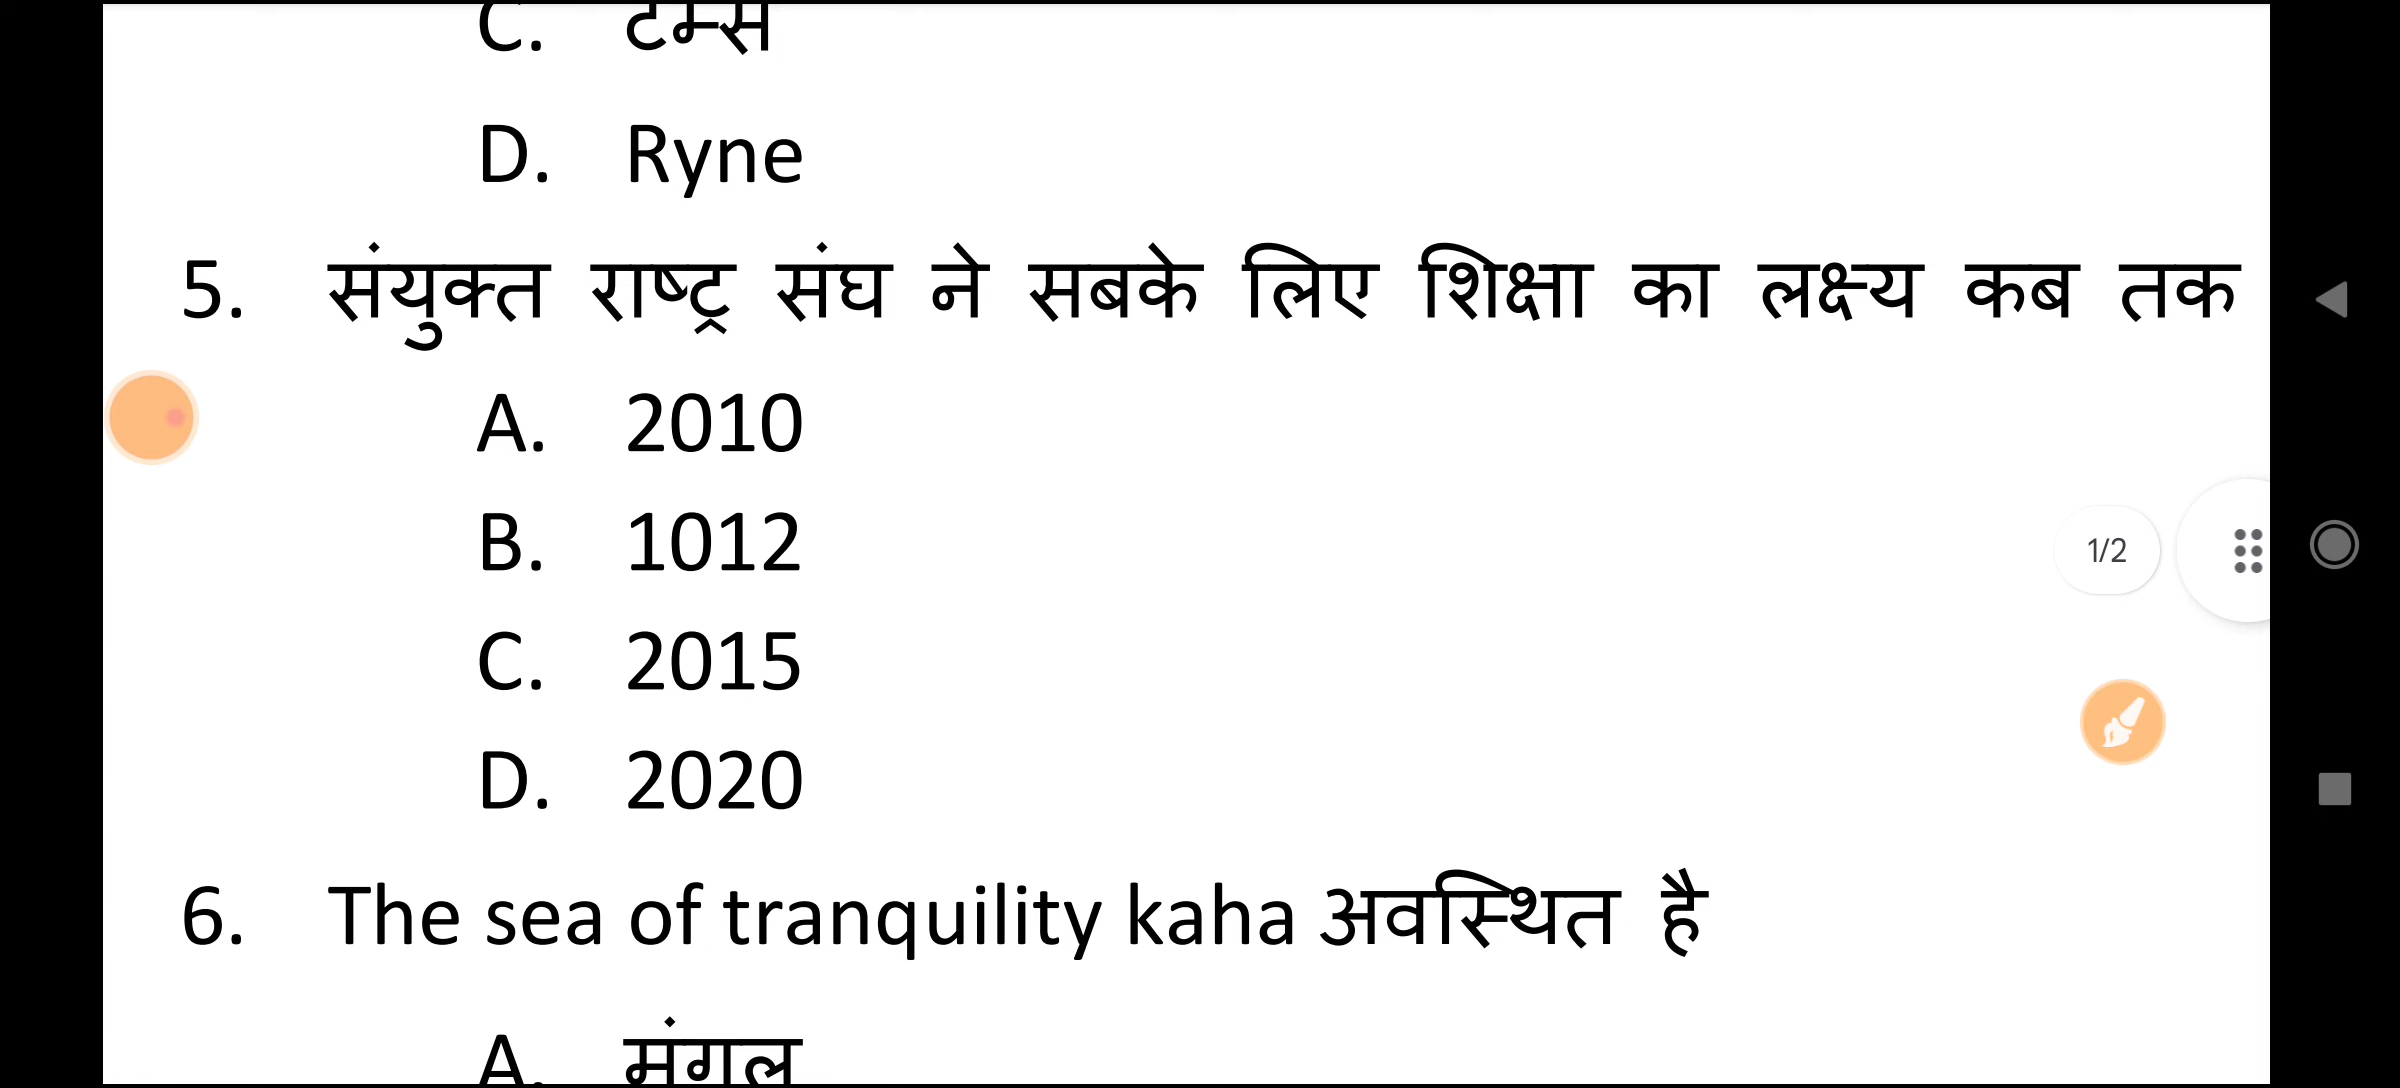 C. टेम्स
D. Ryne
5. संयुक्त राष्ट्र संघ ने सबके लिए शिक्षा का लक्ष्य कब तक
A. 2010
B. 1012
1/2
C. 2015
D. 2020
6. The sea of tranquility kaha अवस्थित है
A. मंगल